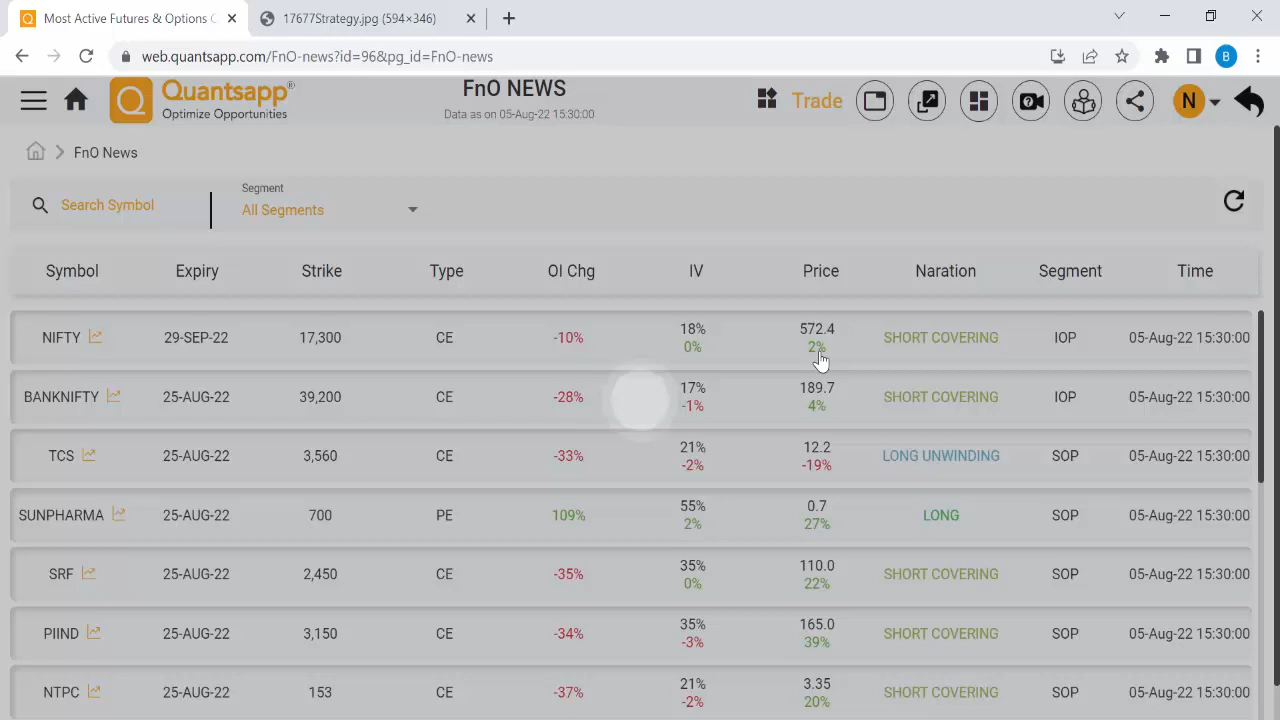 Most Active Futures & Options C
17677Strategy.jpg (594×346)
web.quantsapp.com/FnO-news?id=96&pg_id=FnO-news
B
Quantsapp®
Optimize Opportunities
FnO NEWS
Data as on 05-Aug-22 15:30:00
Trade
N
FnO News
Search Symbol
Segment
All Segments
Symbol Expiry Strike Type OI Chg IV Price Naration Segment Time
NIFTY 29-SEP-22 17,300 CE -10% 18% 572.4 SHORT COVERING IOP 05-Aug-22 15:30:00
0% 2%
BANKNIFTY 25-AUG-22 39,200 CE -28% 17% 189.7 SHORT COVERING IOP 05-Aug-22 15:30:00
-1% 4%
TCS 25-AUG-22 3,560 CE -33% 21% 12.2 LONG UNWINDING SOP 05-Aug-22 15:30:00
-2% -19%
SUNPHARMA 25-AUG-22 700 PE 109% 55% 0.7 LONG SOP 05-Aug-22 15:30:00
2% 27%
SRF 25-AUG-22 2,450 CE -35% 35% 110.0 SHORT COVERING SOP 05-Aug-22 15:30:00
0% 22%
PIIND 25-AUG-22 3,150 CE -34% 35% 165.0 SHORT COVERING SOP 05-Aug-22 15:30:00
-3% 39%
NTPC 25-AUG-22 153 CE -37% 21% 3.35 SHORT COVERING SOP 05-Aug-22 15:30:00
-2% 20%